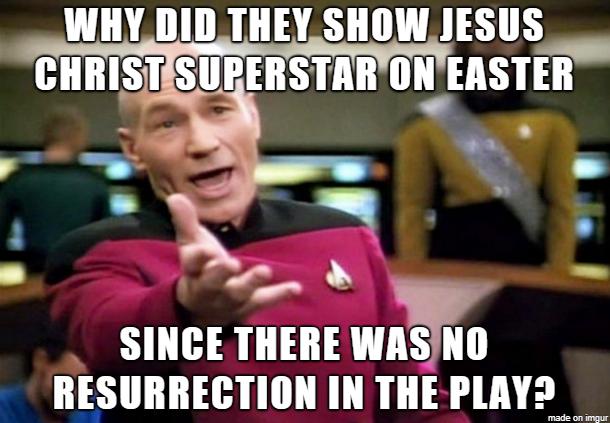 WHY DID THEY SHOW JESUS
CHRIST SUPERSTAR ON EASTER
SINCE THERE WAS NO
RESURRECTION IN THE PLAY?
made on imgur